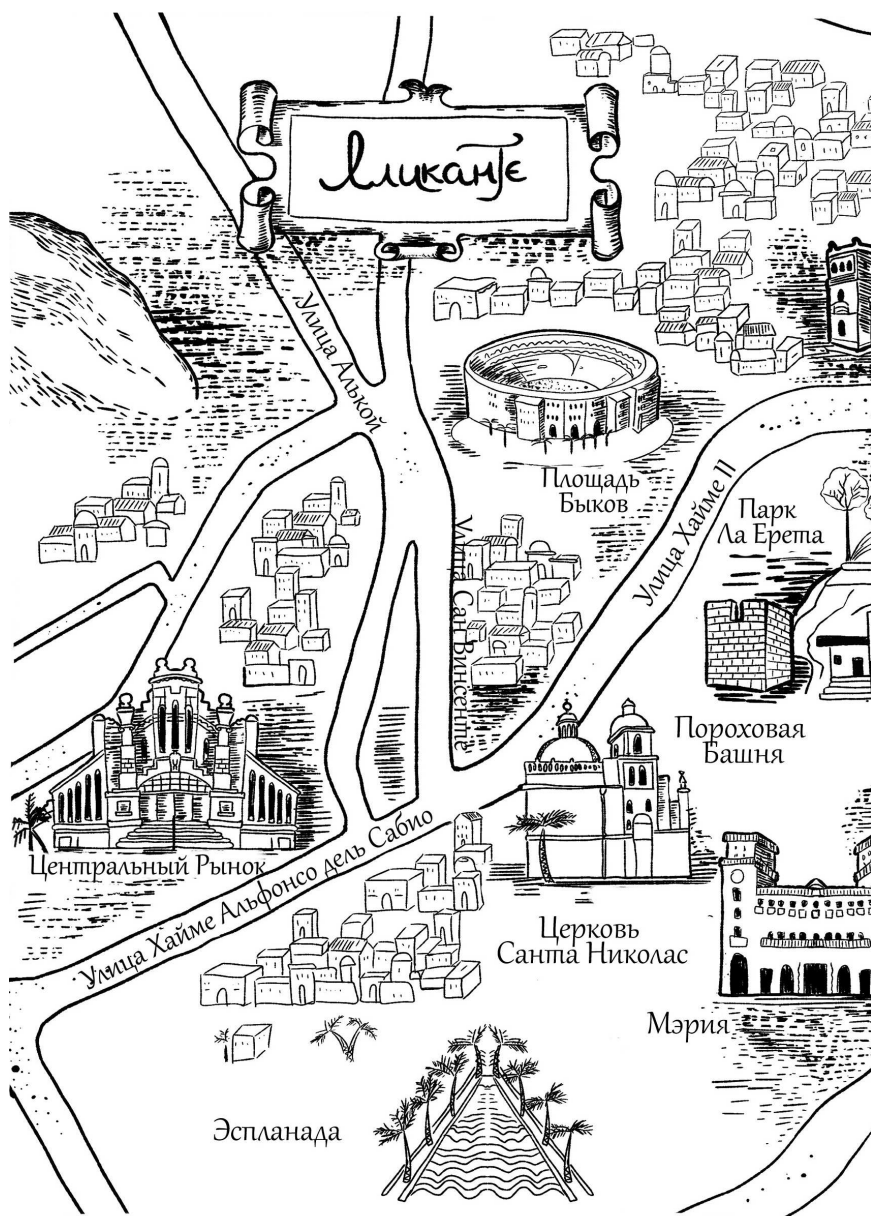 Аликанте
Улица Алькой
Площадь
Быков
Улица Хайме II
Парк
Ла Ерета
Улица Сан Винсенте
Пороховая
Башня
Центральный Рынок
Улица Хайме Альфонсо дель Сабио
Церковь
Санта Николас
Мэрия
Эспланада